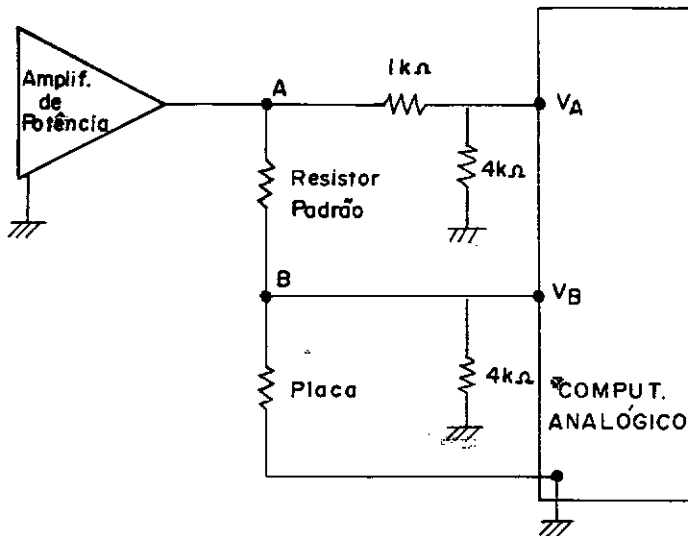 Amplif.
de
Potência
A
1kΩ
VA
4kΩ
Resistor
Padrão
B
VB
4kΩ
Placa
COMPUT.
ANALÓGICO